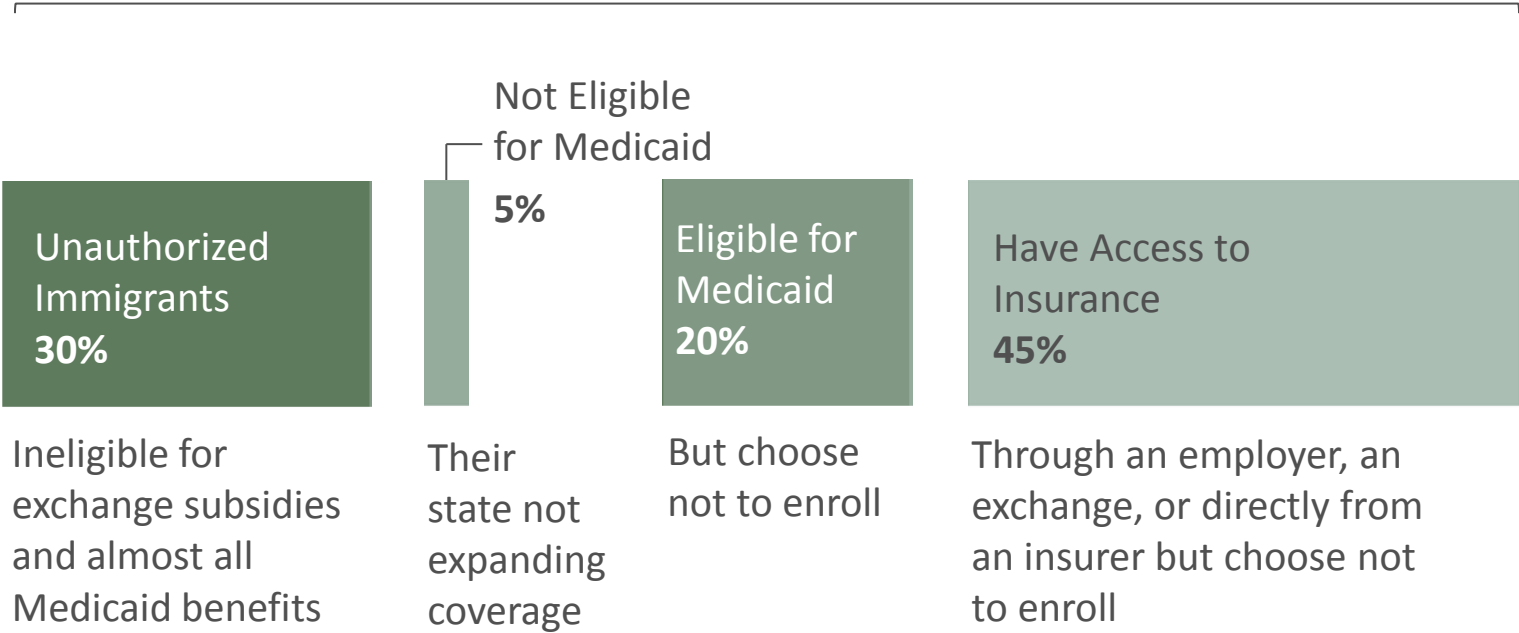 Not Eligible
for Medicaid
5%
Unauthorized
Immigrants
30%
Eligible for
Medicaid
20%
Have Access to
Insurance
45%
Ineligible for
exchange subsidies
and almost all
Medicaid benefits
Their
state not
expanding
coverage
But choose
not to enroll
Through an employer, an
exchange, or directly from
an insurer but choose not
to enroll